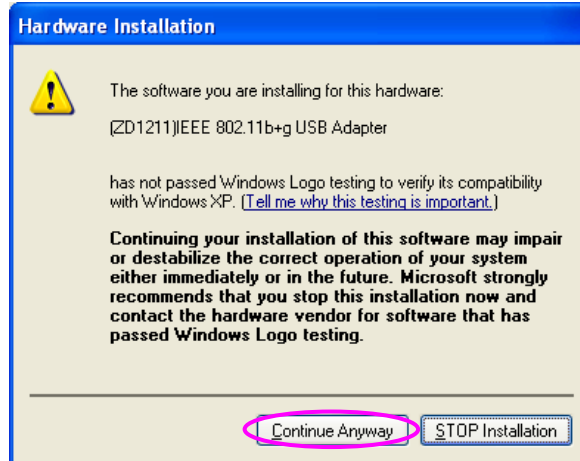 Hardware Installation
The software you are installing for this hardware:
(ZD1211)IEEE 802.11b+g USB Adapter
has not passed Windows Logo testing to verify its compatibility
with Windows XP. (Tell me why this testing is important.)
Continuing your installation of this software may impair
or destabilize the correct operation of your system
either immediately or in the future. Microsoft strongly
recommends that you stop this installation now and
contact the hardware vendor for software that has
passed Windows Logo testing.
Continue Anyway
STOP Installation